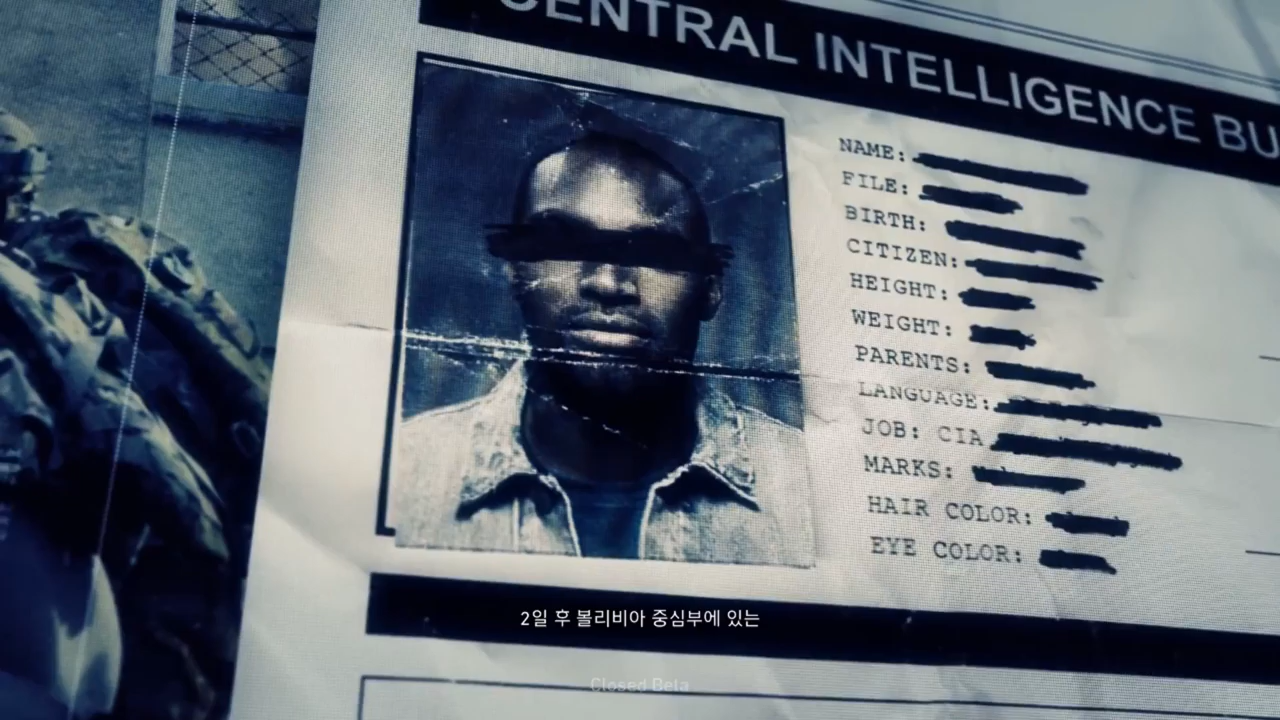 CENTRAL INTELLIGENCE BU
NAME:
FILE:
BIRTH:
CITIZEN:
HEIGHT:
WEIGHT:
PARENTS:
LANGUAGE:
JOB: CIA
MARKS:
HAIR COLOR:
EYE COLOR:
2일 후 볼리비아 중심부에 있는
Closed Beta